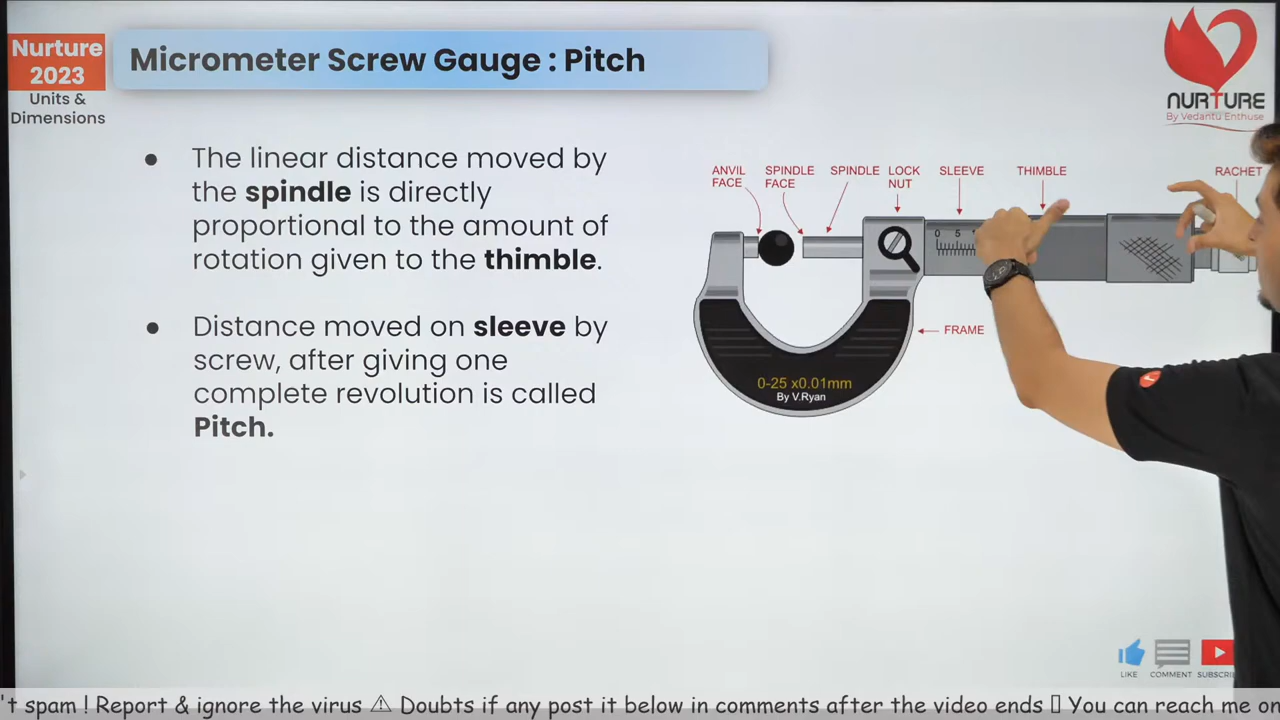 Nurture
2023
Units &
Dimensions
Micrometer Screw Gauge : Pitch
NURTURE
By Vedantu Enthuse
● The linear distance moved by
the spindle is directly
proportional to the amount of
rotation given to the thimble.
● Distance moved on sleeve by
screw, after giving one
complete revolution is called
Pitch.
ANVIL FACE
SPINDLE FACE
SPINDLE
LOCK NUT
SLEEVE
THIMBLE
RACHET
0 5
FRAME
0-25 x0.01mm
By V.Ryan
LIKE COMMENT
't spam ! Report & ignore the virus ⚠ Doubts if any post it below in comments after the video ends ▯ You can reach me on